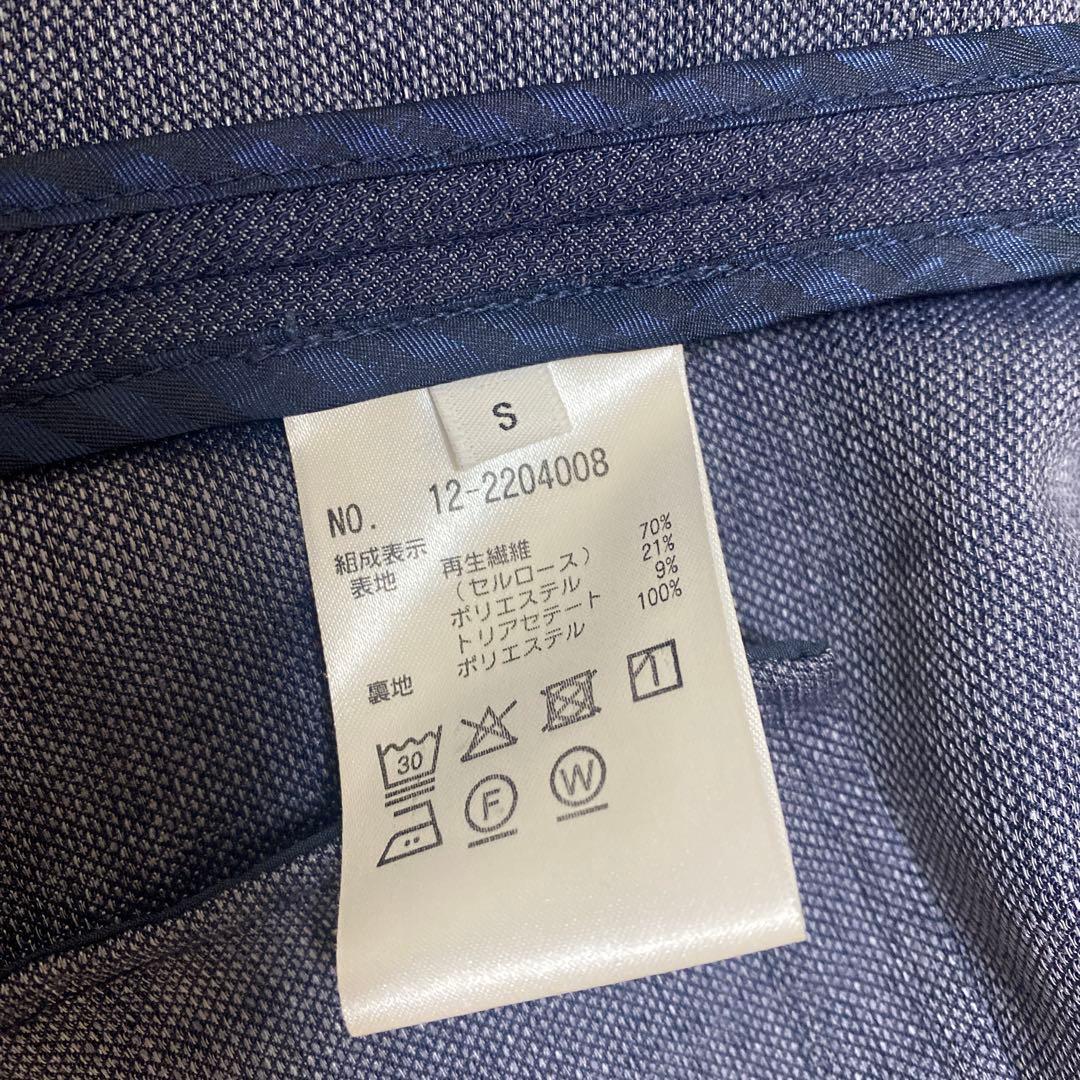 S
NO. 12-2204008
組成表示
表地 再生繊維 70%
(セルロース) 21%
ポリエステル 9%
トリアセテート 100%
裏地 ポリエステル
30
F W